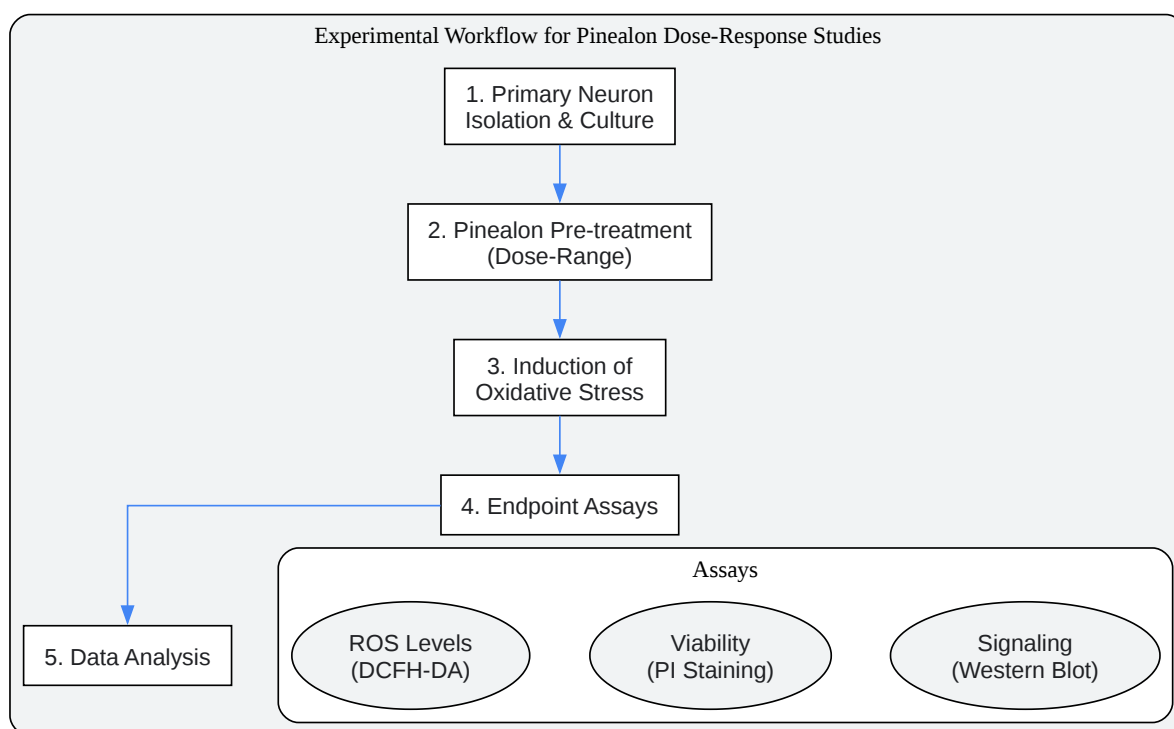 Experimental Workflow for Pinealon Dose-Response Studies
1. Primary Neuron
Isolation & Culture
2. Pinealon Pre-treatment
(Dose-Range)
3. Induction of
Oxidative Stress
4. Endpoint Assays
5. Data Analysis
Assays
ROS Levels
(DCFH-DA)
Viability
(PI Staining)
Signaling
(Western Blot)